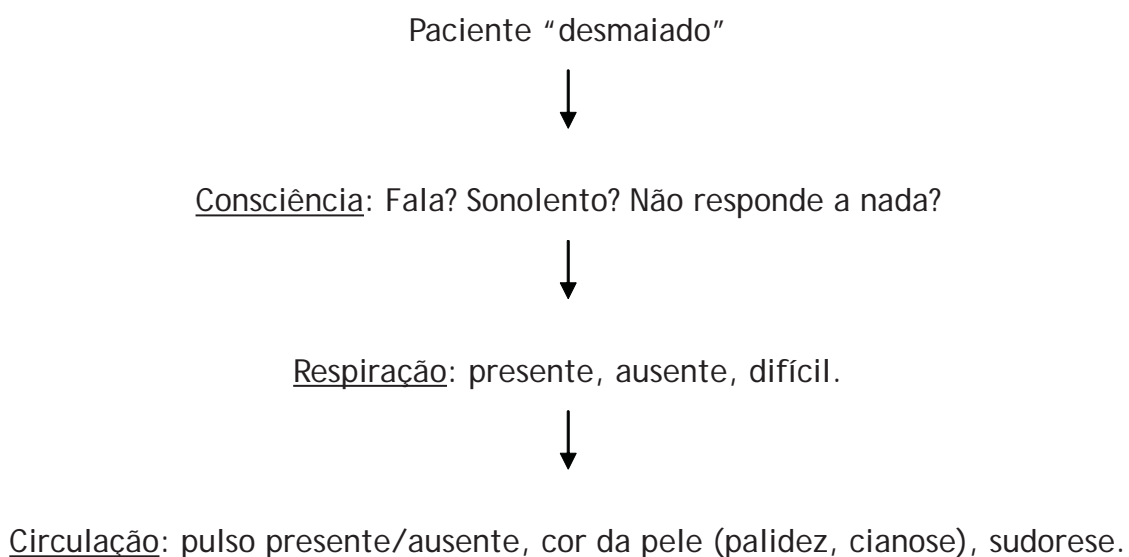 Paciente “desmaiado”
Consciência: Fala? Sonolento? Não responde a nada?
Respiração: presente, ausente, difícil.
Circulação: pulso presente/ausente, cor da pele (palidez, cianose), sudorese.